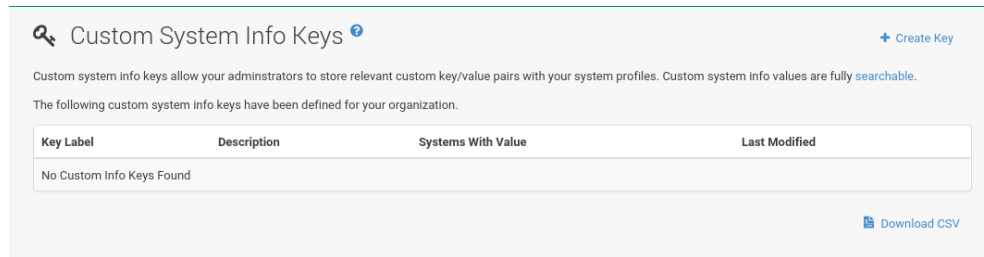 Custom System Info Keys ?
+ Create Key
Custom system info keys allow your adminstrators to store relevant custom key/value pairs with your system profiles. Custom system info values are fully searchable.
The following custom system info keys have been defined for your organization.
Key Label Description Systems With Value Last Modified
No Custom Info Keys Found
Download CSV